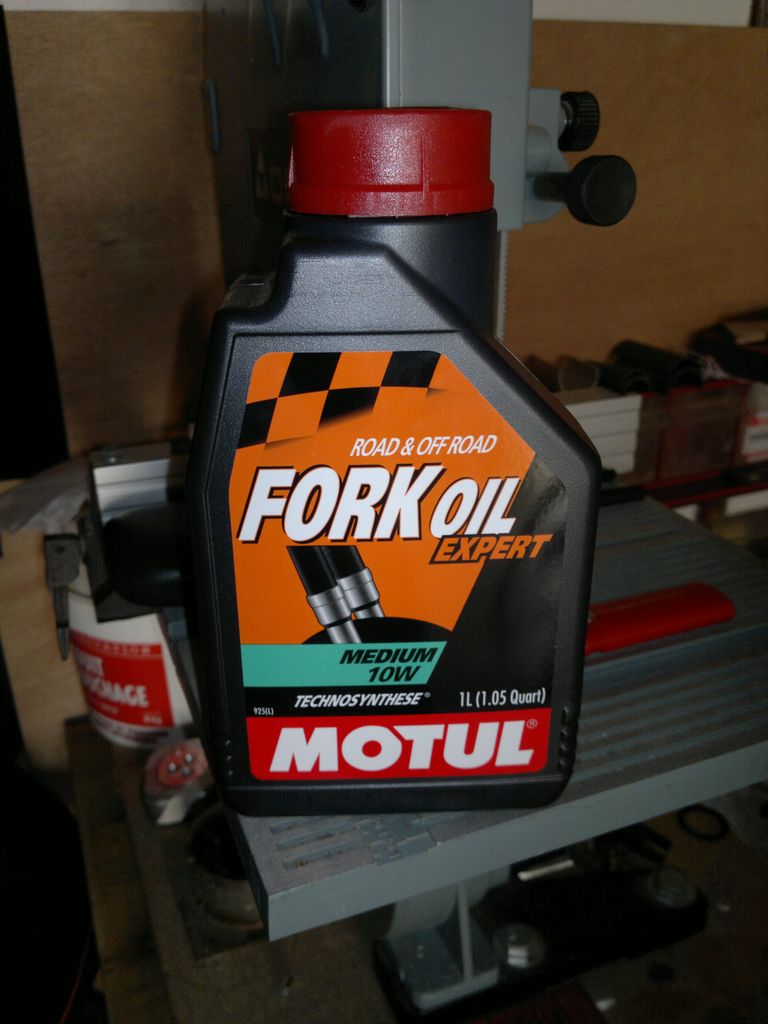 ROAD & OFF ROAD
FORK OIL
EXPERT
MEDIUM
10W
TECHNOSYNTHESE®
1L (1.05 Quart)
925(L)
MOTUL®